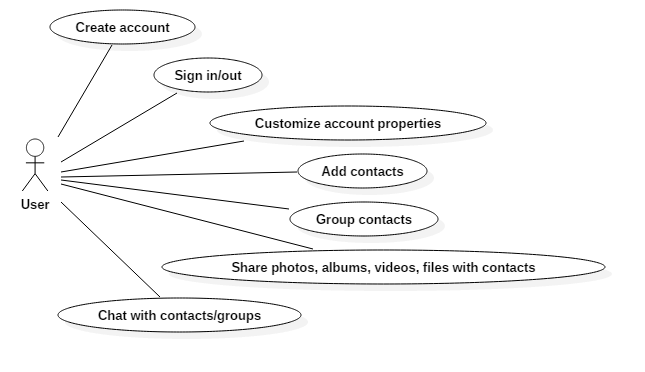 Create account
Sign in/out
Customize account properties
Add contacts
User
Group contacts
Share photos, albums, videos, files with contacts
Chat with contacts/groups